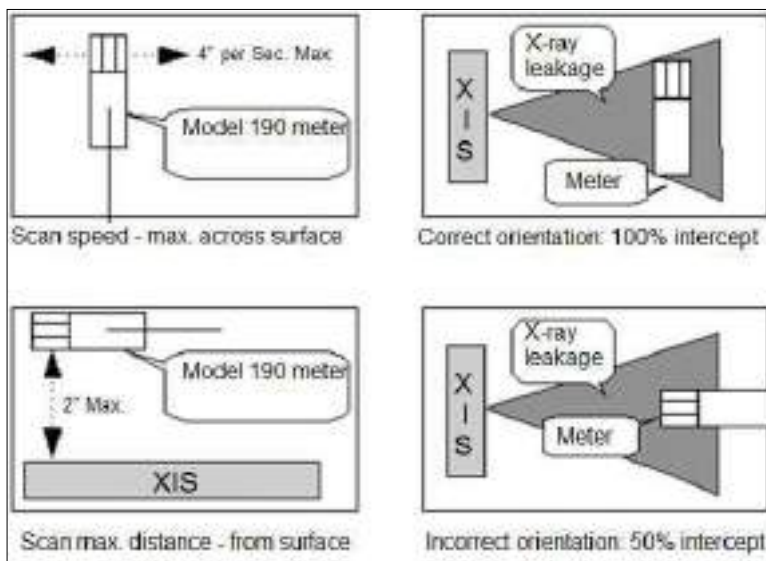 4" per Sec. Max
Model 190 meter
Scan speed - max. across surface
X-ray
leakage
X
I
S
Meter
Correct orientation: 100% intercept
Model 190 meter
2" Max.
XIS
Scan max. distance - from surface
X-ray
leakage
X
I
S
Meter
Incorrect orientation: 50% intercept